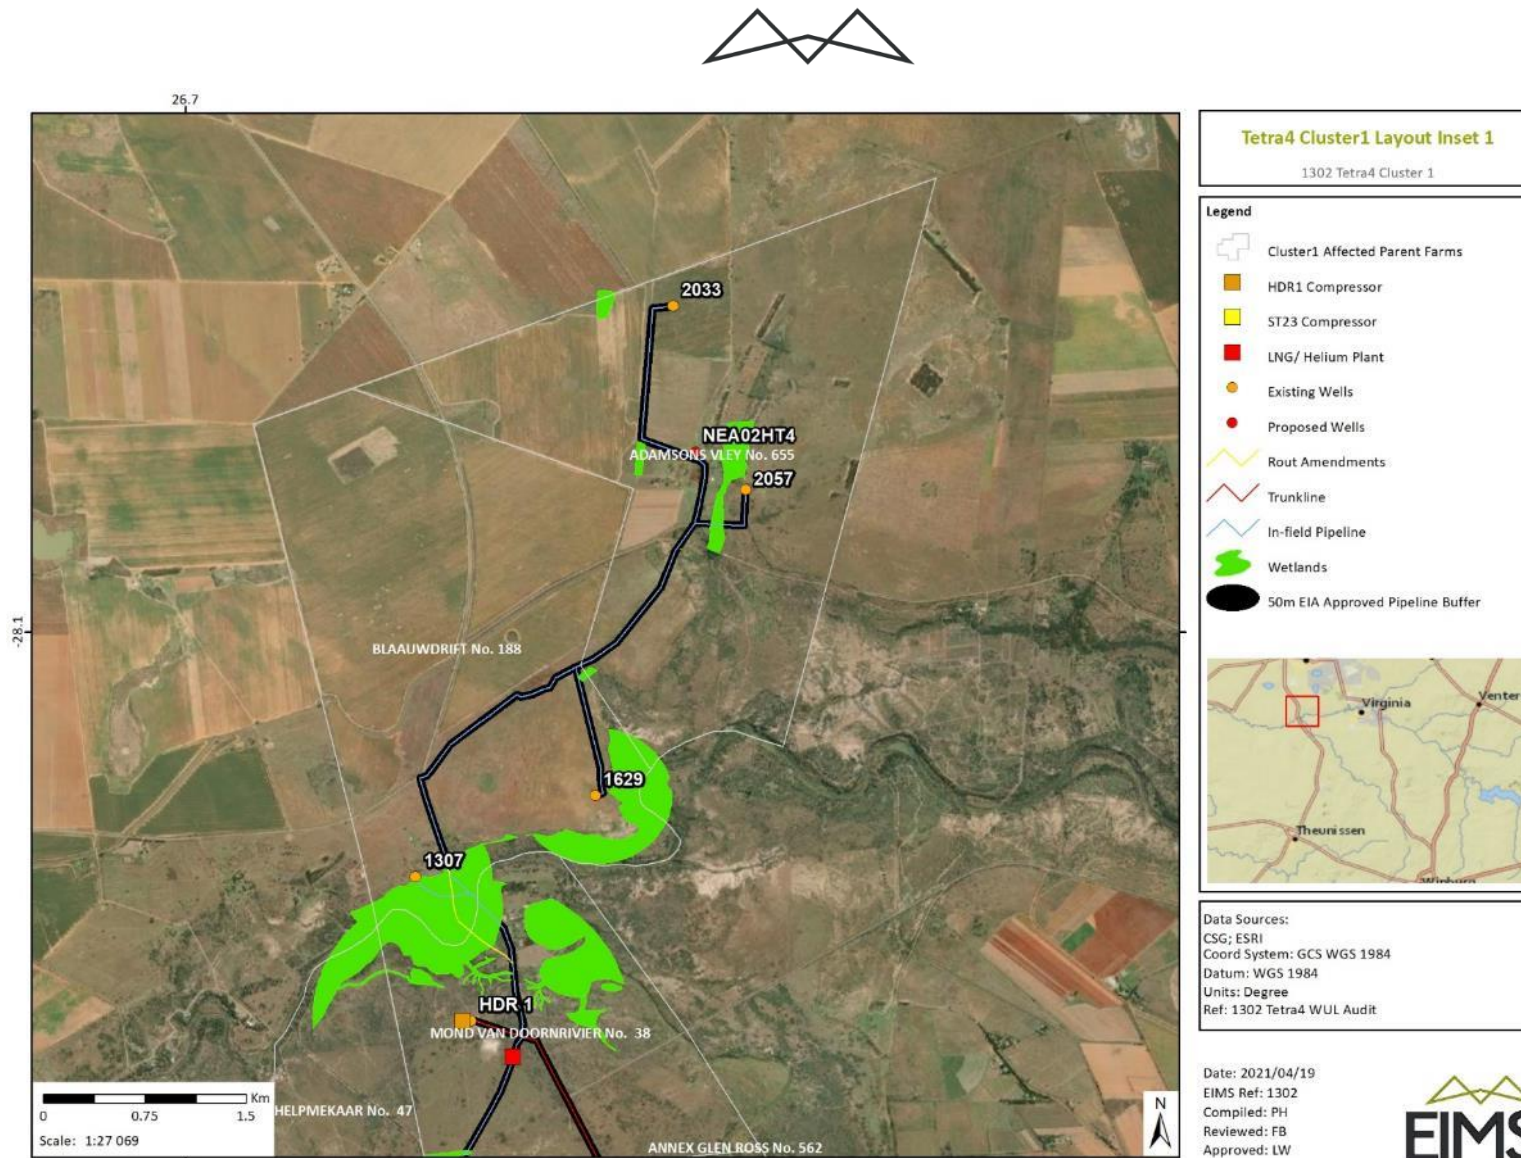 26.7
-28.1
2033
NEA02HT4
ADAMSONS VLEY No. 655
2057
BLAAUWDRIFT No. 188
1629
1307
HDR 1
MOND VAN DOORNRIVIER No. 38
HELPMEKAAR No. 47
ANNEX GLEN ROSS No. 562
Km
0 0.75 1.5
Scale: 1:27 069
N
Tetra4 Cluster1 Layout Inset 1
1302 Tetra4 Cluster 1
Legend
Cluster1 Affected Parent Farms
HDR1 Compressor
ST23 Compressor
LNG/ Helium Plant
Existing Wells
Proposed Wells
Rout Amendments
Trunkline
In-field Pipeline
Wetlands
50m EIA Approved Pipeline Buffer
Virginia
Venter
Theunissen
Data Sources:
CSG; ESRI
Coord System: GCS WGS 1984
Datum: WGS 1984
Units: Degree
Ref: 1302 Tetra4 WUL Audit
Date: 2021/04/19
EIMS Ref: 1302
Compiled: PH
Reviewed: FB
Approved: LW
EIMS